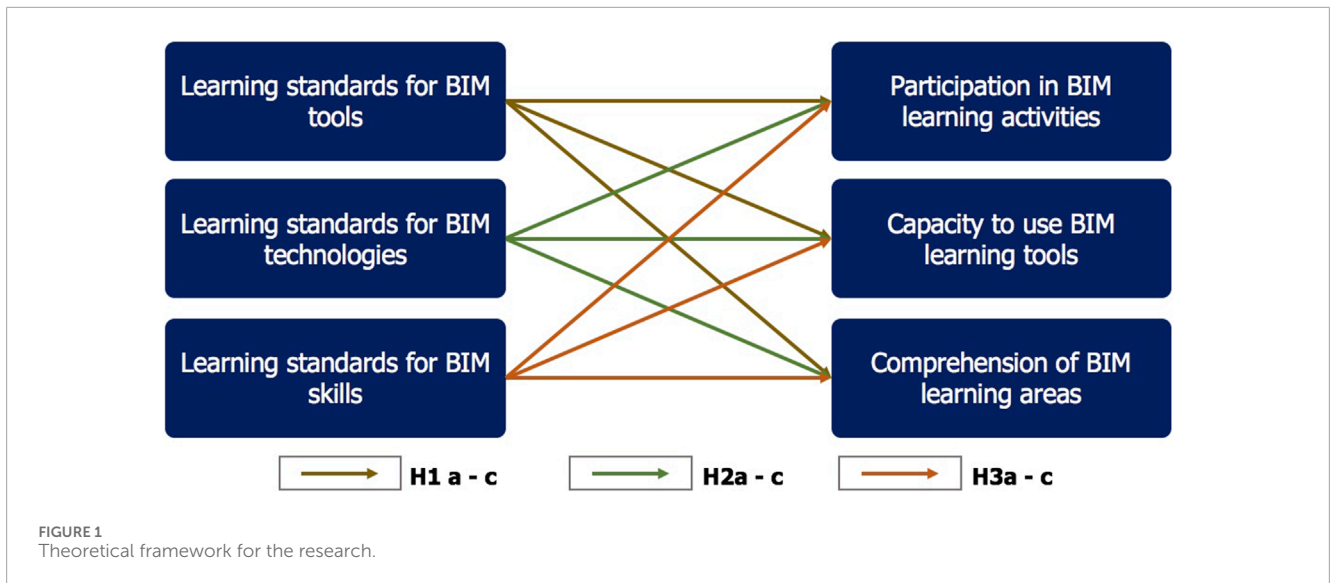 Learning standards for BIM
tools
Participation in BIM
learning activities
Learning standards for BIM
technologies
Capacity to use BIM
learning tools
Learning standards for BIM
skills
Comprehension of BIM
learning areas
H1 a - c
H2a - c
H3a - c
FIGURE 1
Theoretical framework for the research.